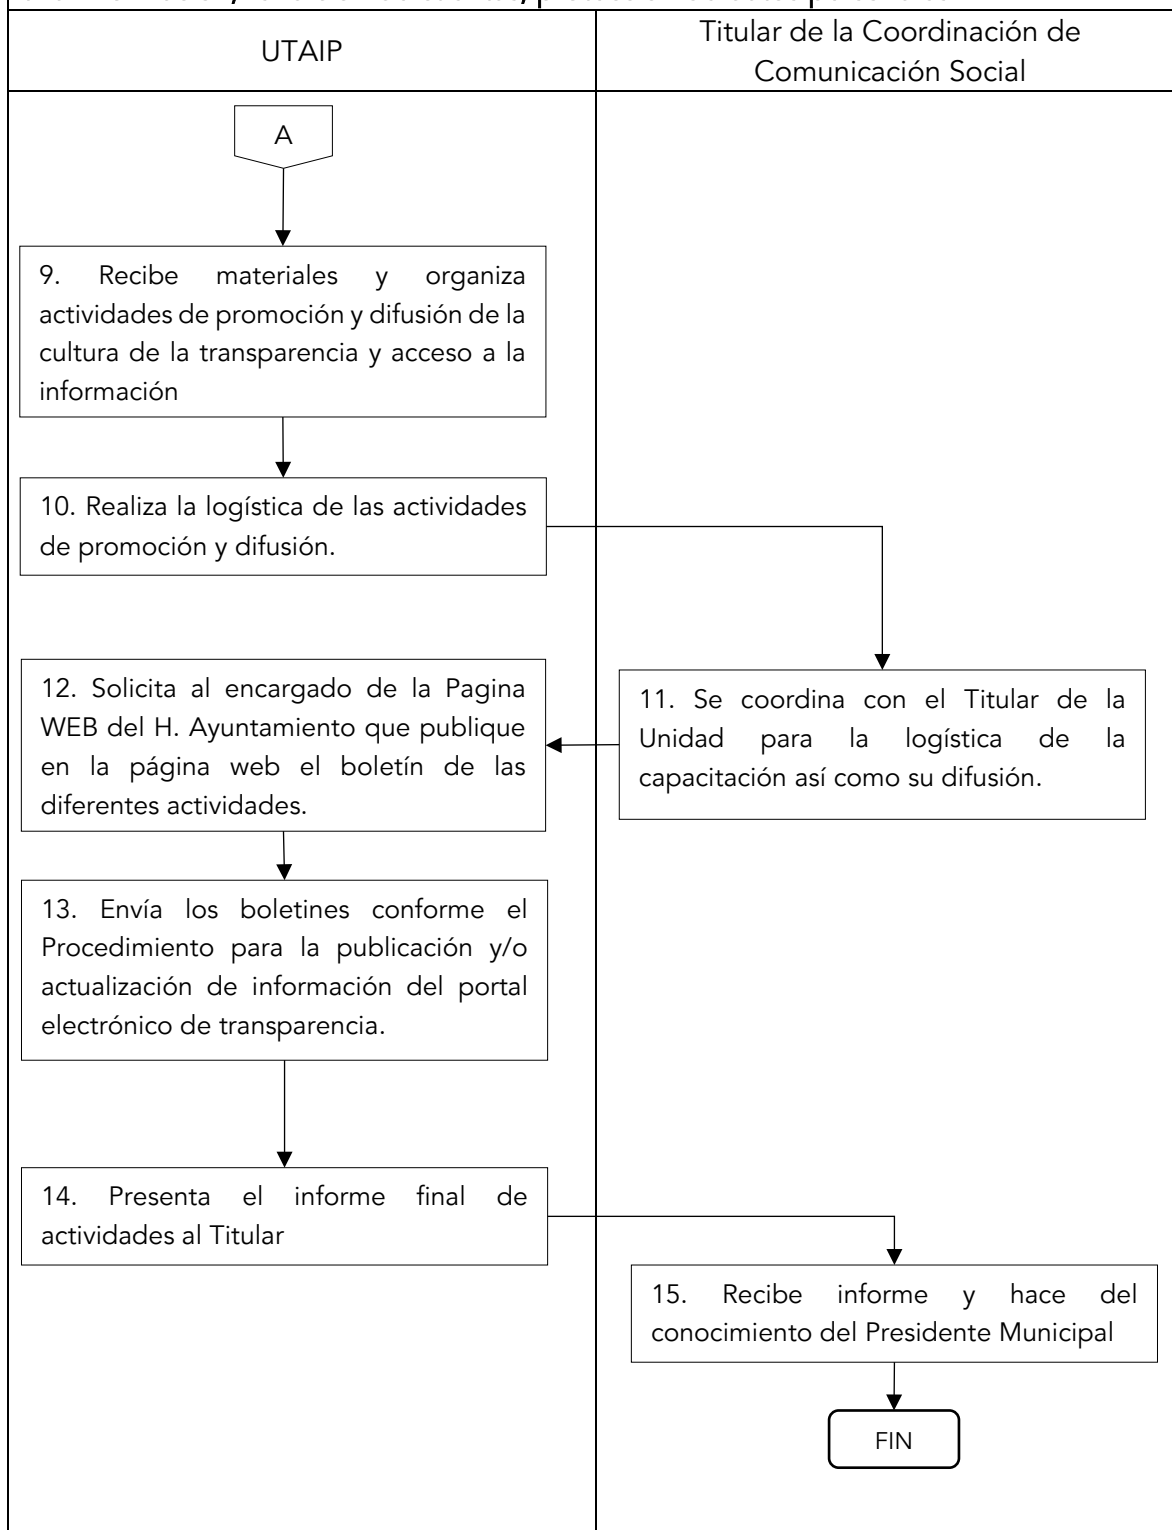 UTAIP
Titular de la Coordinación de
Comunicación Social
A
9. Recibe materiales y organiza
actividades de promoción y difusión de la
cultura de la transparencia y acceso a la
información
10. Realiza la logística de las actividades
de promoción y difusión.
11. Se coordina con el Titular de la
Unidad para la logística de la
capacitación así como su difusión.
12. Solicita al encargado de la Pagina
WEB del H. Ayuntamiento que publique
en la página web el boletín de las
diferentes actividades.
13. Envía los boletines conforme el
Procedimiento para la publicación y/o
actualización de información del portal
electrónico de transparencia.
14. Presenta el informe final de
actividades al Titular
15. Recibe informe y hace del
conocimiento del Presidente Municipal
FIN